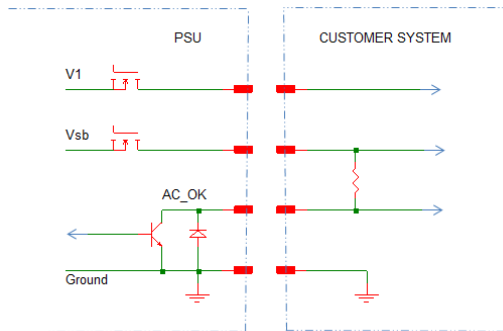 PSU
CUSTOMER SYSTEM
V1
Vsb
AC_OK
Ground